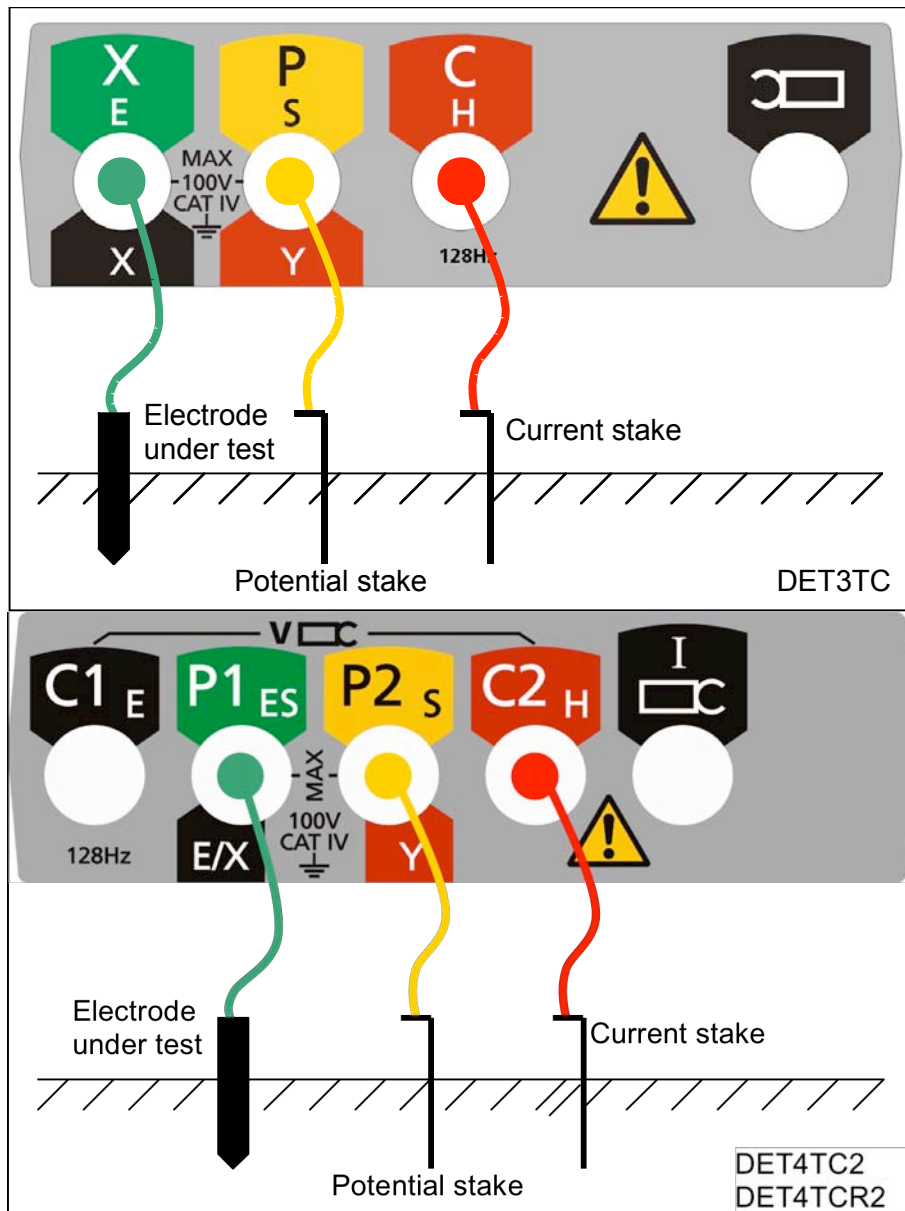 X P C
E S H
MAX
100V
CAT IV
X Y 128Hz
Electrode
under test
Current stake
Potential stake
DET3TC
V
C1 E P1 ES P2 S C2 H I
MAX
100V
CAT IV
128Hz E/X Y
Electrode
under test
Current stake
Potential stake
DET4TC2
DET4TCR2